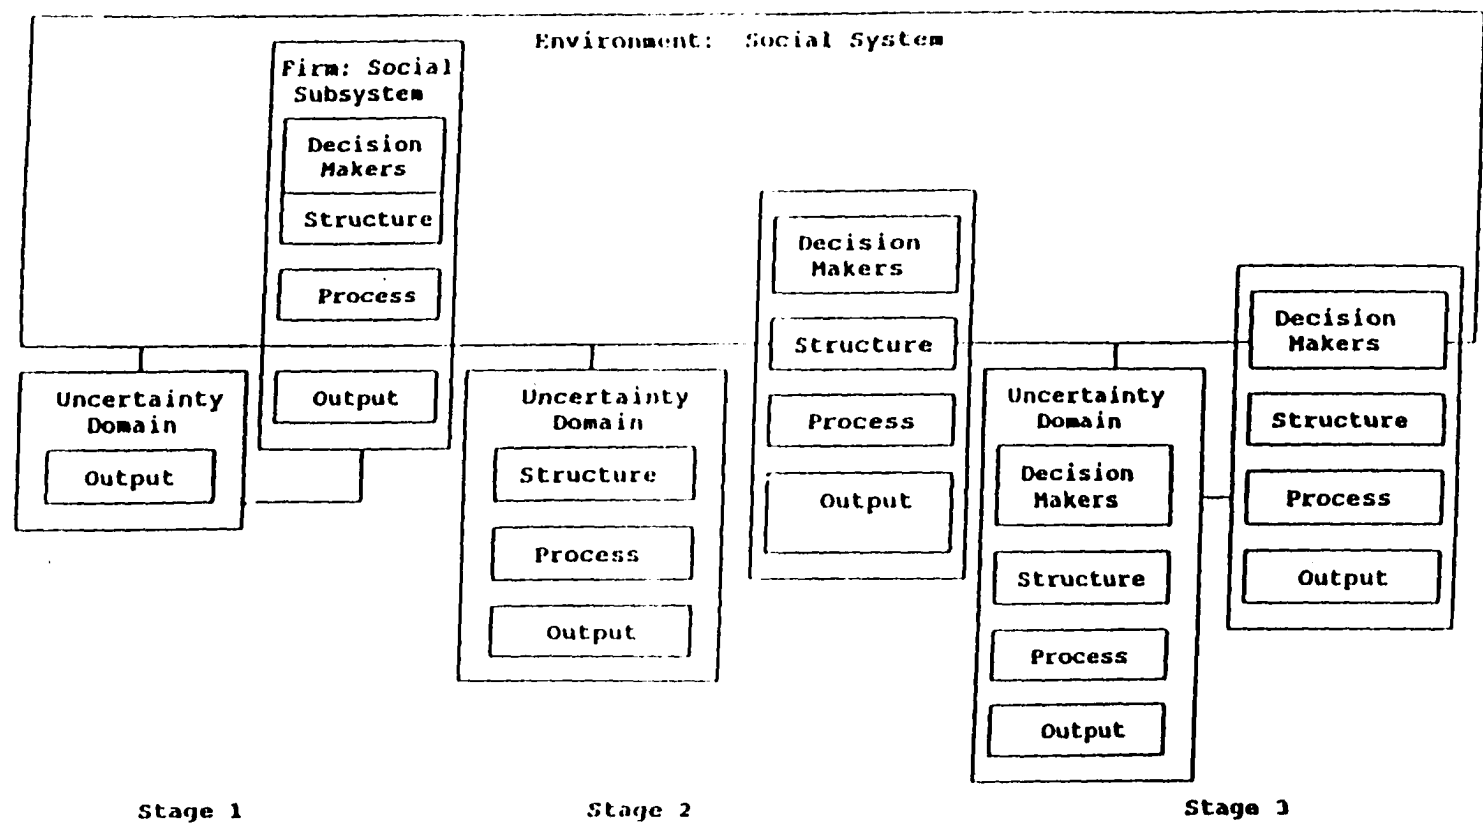 Environment: Social System
Firm: Social
Subsystem
Decision
Makers
Structure
Process
Output
Uncertainty
Domain
Output
Uncertainty
Domain
Structure
Process
Output
Decision
Makers
Structure
Process
Output
Uncertainty
Domain
Decision
Makers
Structure
Process
Output
Decision
Makers
Structure
Process
Output
Stage 1
Stage 2
Stage 3